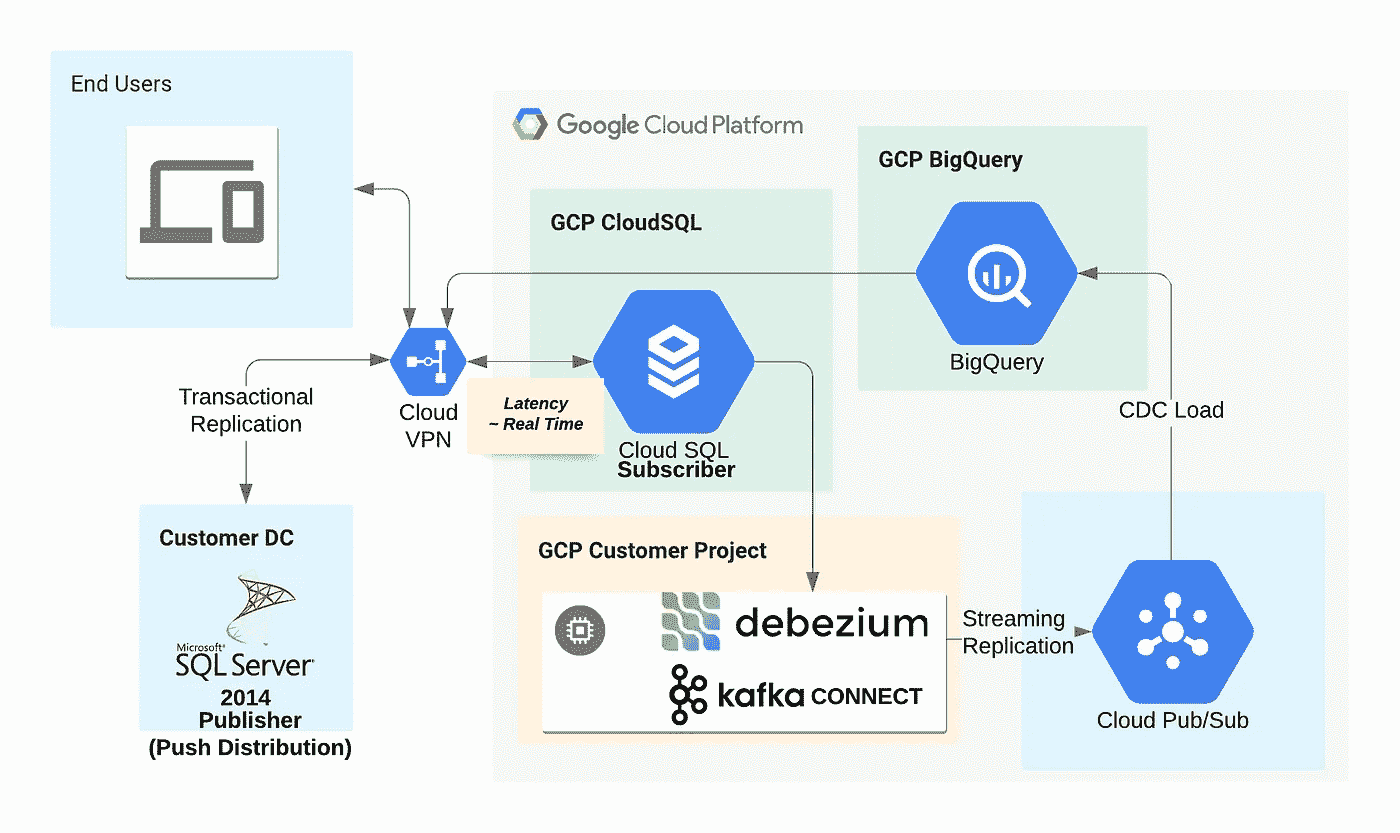 End Users
Google Cloud Platform
GCP BigQuery
GCP CloudSQL
BigQuery
Transactional
Replication
Cloud
VPN
Latency
~ Real Time
Cloud SQL
Subscriber
CDC Load
Customer DC
Microsoft®
SQL Server®
2014
Publisher
(Push Distribution)
GCP Customer Project
debezium
kafka CONNECT
Streaming
Replication
Cloud Pub/Sub